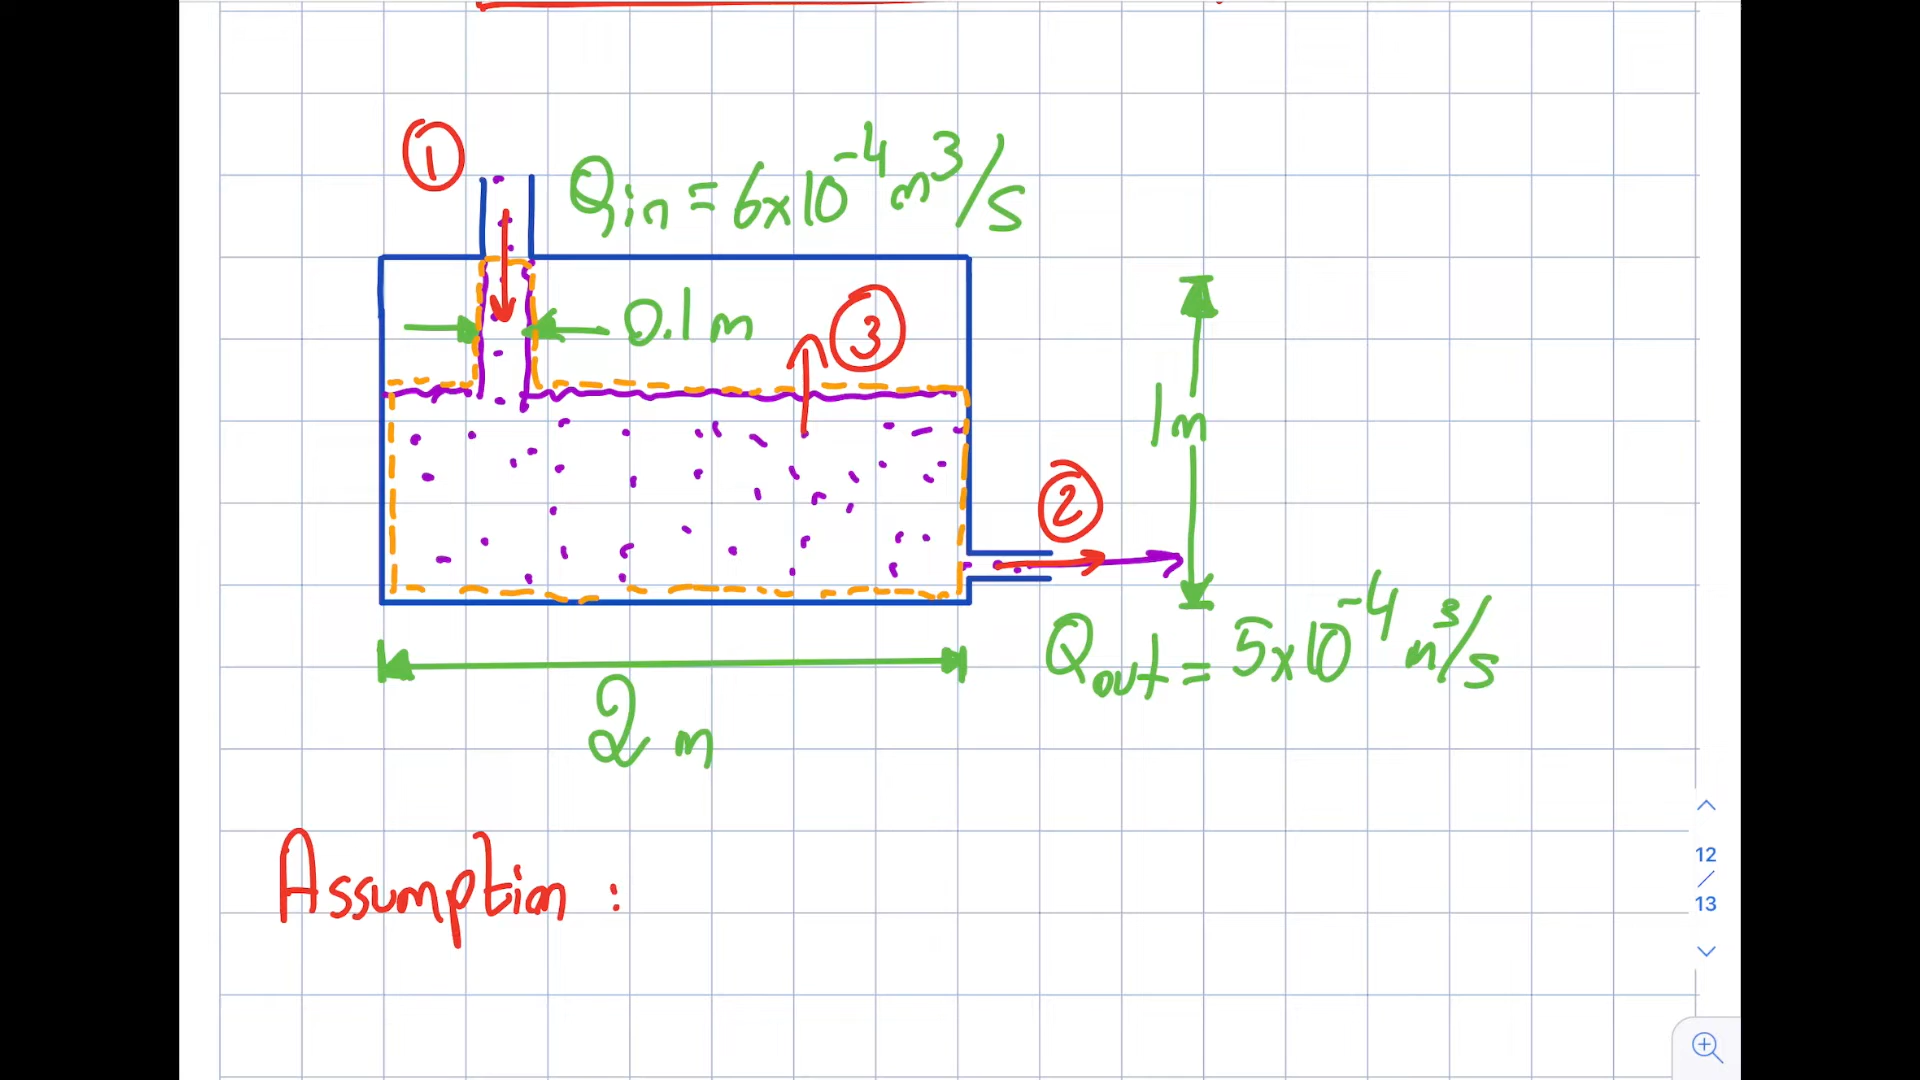 ①
Qin = 6x10⁻⁴ m³/s
0.1 m
③
1m
②
Qout = 5x10⁻⁴ m³/s
2 m
Assumption :
12
/
13